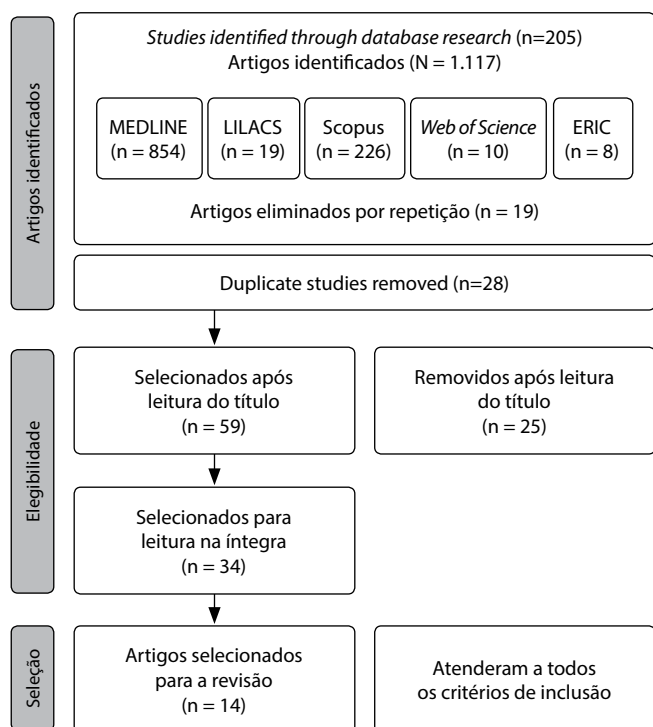 Artigos identificados
Studies identified through database research (n=205)
Artigos identificados (N = 1.117)
MEDLINE
(n = 854)
LILACS
(n = 19)
Scopus
(n = 226)
Web of Science
(n = 10)
ERIC
(n = 8)
Artigos eliminados por repetição (n = 19)
Duplicate studies removed (n=28)
Elegibilidade
Selecionados após
leitura do título
(n = 59)
Removidos após leitura
do título
(n = 25)
Selecionados para
leitura na íntegra
(n = 34)
Seleção
Artigos selecionados
para a revisão
(n = 14)
Atenderam a todos
os critérios de inclusão